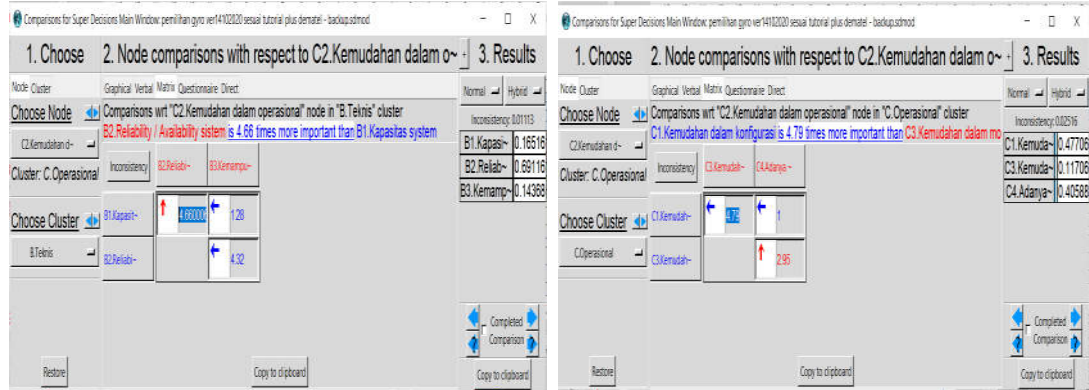 Comparisons for Super Decisions Main Window: pemilihan gyro ver14102020 sesuai tutorial plus dematel - backup.sdmod
1. Choose
2. Node comparisons with respect to C2.Kemudahan dalam o~
3. Results
Node Cluster
Graphical Verbal Matrix Questionnaire Direct
Normal Hybrid
Choose Node
Comparisons wrt "C2.Kemudahan dalam operasional" node in "B.Teknis" cluster
B2.Reliability / Availability sistem is 4.66 times more important than B1.Kapasitas system
Inconsistency: 0.01113
C2.Kemudahan d~
Cluster: C.Operasional
Inconsistency B2.Reliabi~ B3.Kemampu~
B1.Kapasi~ 0.16516
B2.Reliab~ 0.69116
B3.Kemamp~ 0.14368
Choose Cluster
B.Teknis
B1.Kapasit~ 4.660006 1.28
B2.Reliabi~ 4.32
Completed
Comparison
Restore
Copy to clipboard
Copy to clipboard
Comparisons for Super Decisions Main Window: pemilihan gyro ver14102020 sesuai tutorial plus dematel - backup.sdmod
1. Choose
2. Node comparisons with respect to C2.Kemudahan dalam o~
3. Results
Node Cluster
Graphical Verbal Matrix Questionnaire Direct
Normal Hybrid
Choose Node
Comparisons wrt "C2.Kemudahan dalam operasional" node in "C.Operasional" cluster
C1.Kemudahan dalam konfigurasi is 4.79 times more important than C3.Kemudahan dalam mo
Inconsistency: 0.02516
C2.Kemudahan d~
Cluster: C.Operasional
Inconsistency C3.Kemudah~ C4.Adanya ~
C1.Kemuda~ 0.47706
C3.Kemuda~ 0.11706
C4.Adanya~ 0.40588
Choose Cluster
C.Operasional
C1.Kemudah~ 4.79 1
C3.Kemudah~ 2.95
Completed
Comparison
Restore
Copy to clipboard
Copy to clipboard